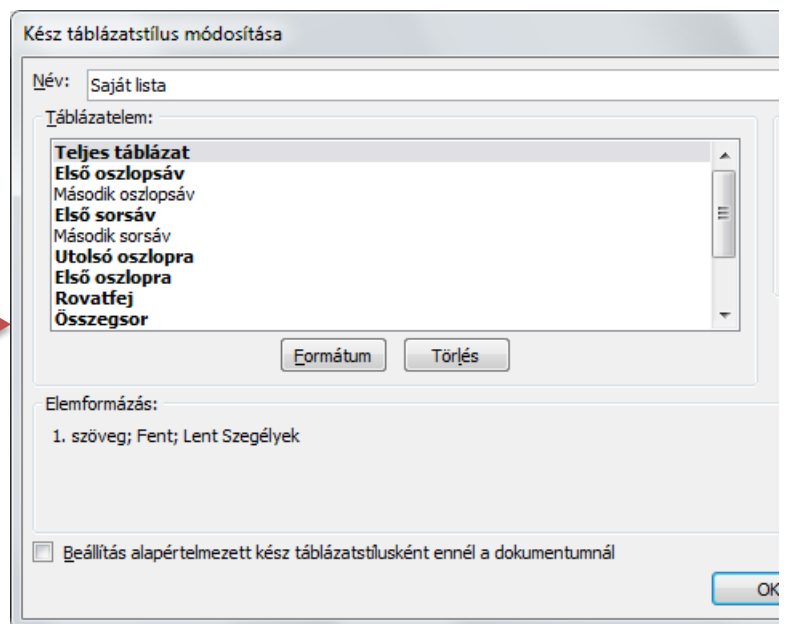 Kész táblázatstílus módosítása
Név: Saját lista
Táblázatelem:
Teljes táblázat
Első oszlopsáv
Második oszlopsáv
Első sorsáv
Második sorsáv
Utolsó oszlopra
Első oszlopra
Rovatfej
Összegsor
Formátum Törlés
Elemformázás:
1. szöveg; Fent; Lent Szegélyek
Beállítás alapértelmezett kész táblázatstílusként ennél a dokumentumnál
OK